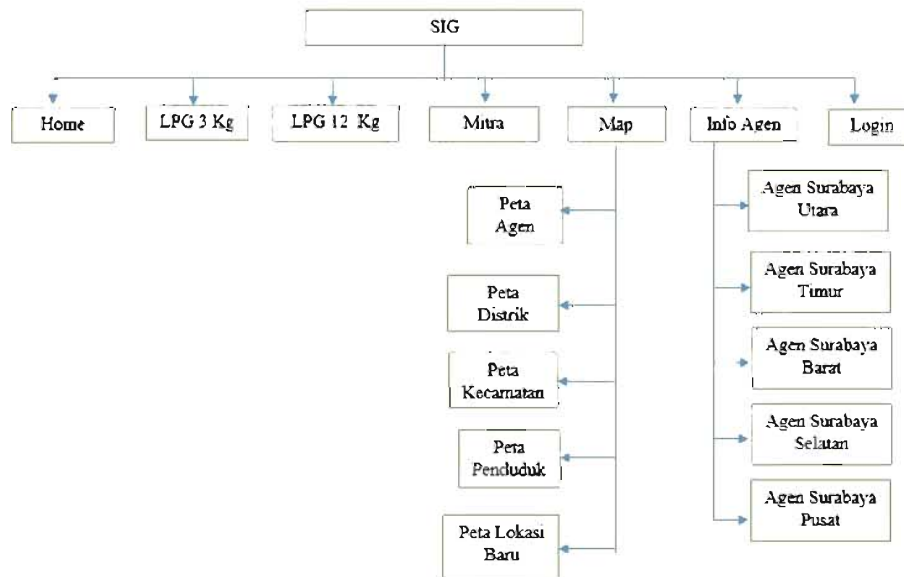 SIG
Home
LPG 3 Kg
LPG 12 Kg
Mitra
Map
Info Agen
Login
Peta
Agen
Peta
Distrik
Peta
Kecamatan
Peta
Penduduk
Peta Lokasi
Baru
Agen Surabaya
Utara
Agen Surabaya
Timur
Agen Surabaya
Barat
Agen Surabaya
Selatan
Agen Surabaya
Pusat